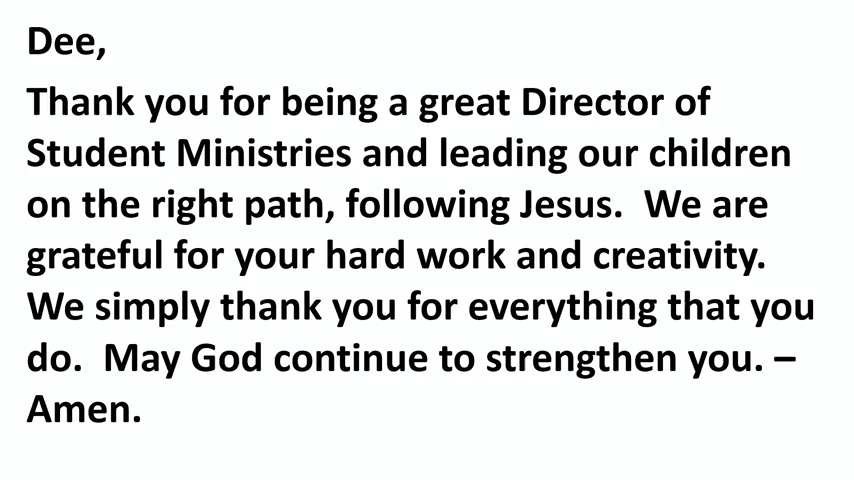 Dee,
Thank you for being a great Director of
Student Ministries and leading our children
on the right path, following Jesus.  We are
grateful for your hard work and creativity.
We simply thank you for everything that you
do.  May God continue to strengthen you. –
Amen.